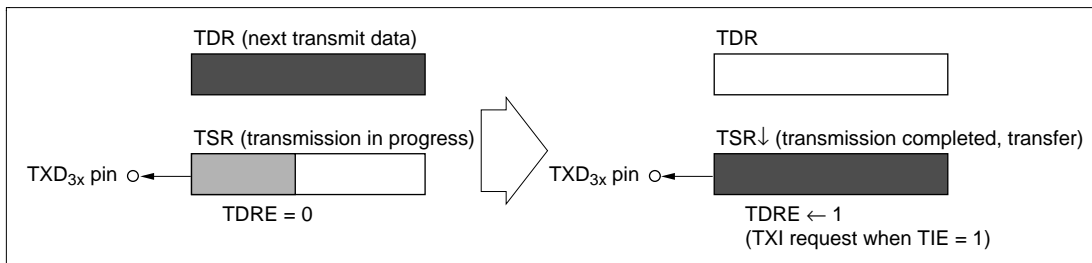 TDR (next transmit data)
TSR (transmission in progress)
TXD3x pin
TDRE = 0
TDR
TSR↓ (transmission completed, transfer)
TXD3x pin
TDRE ← 1
(TXI request when TIE = 1)